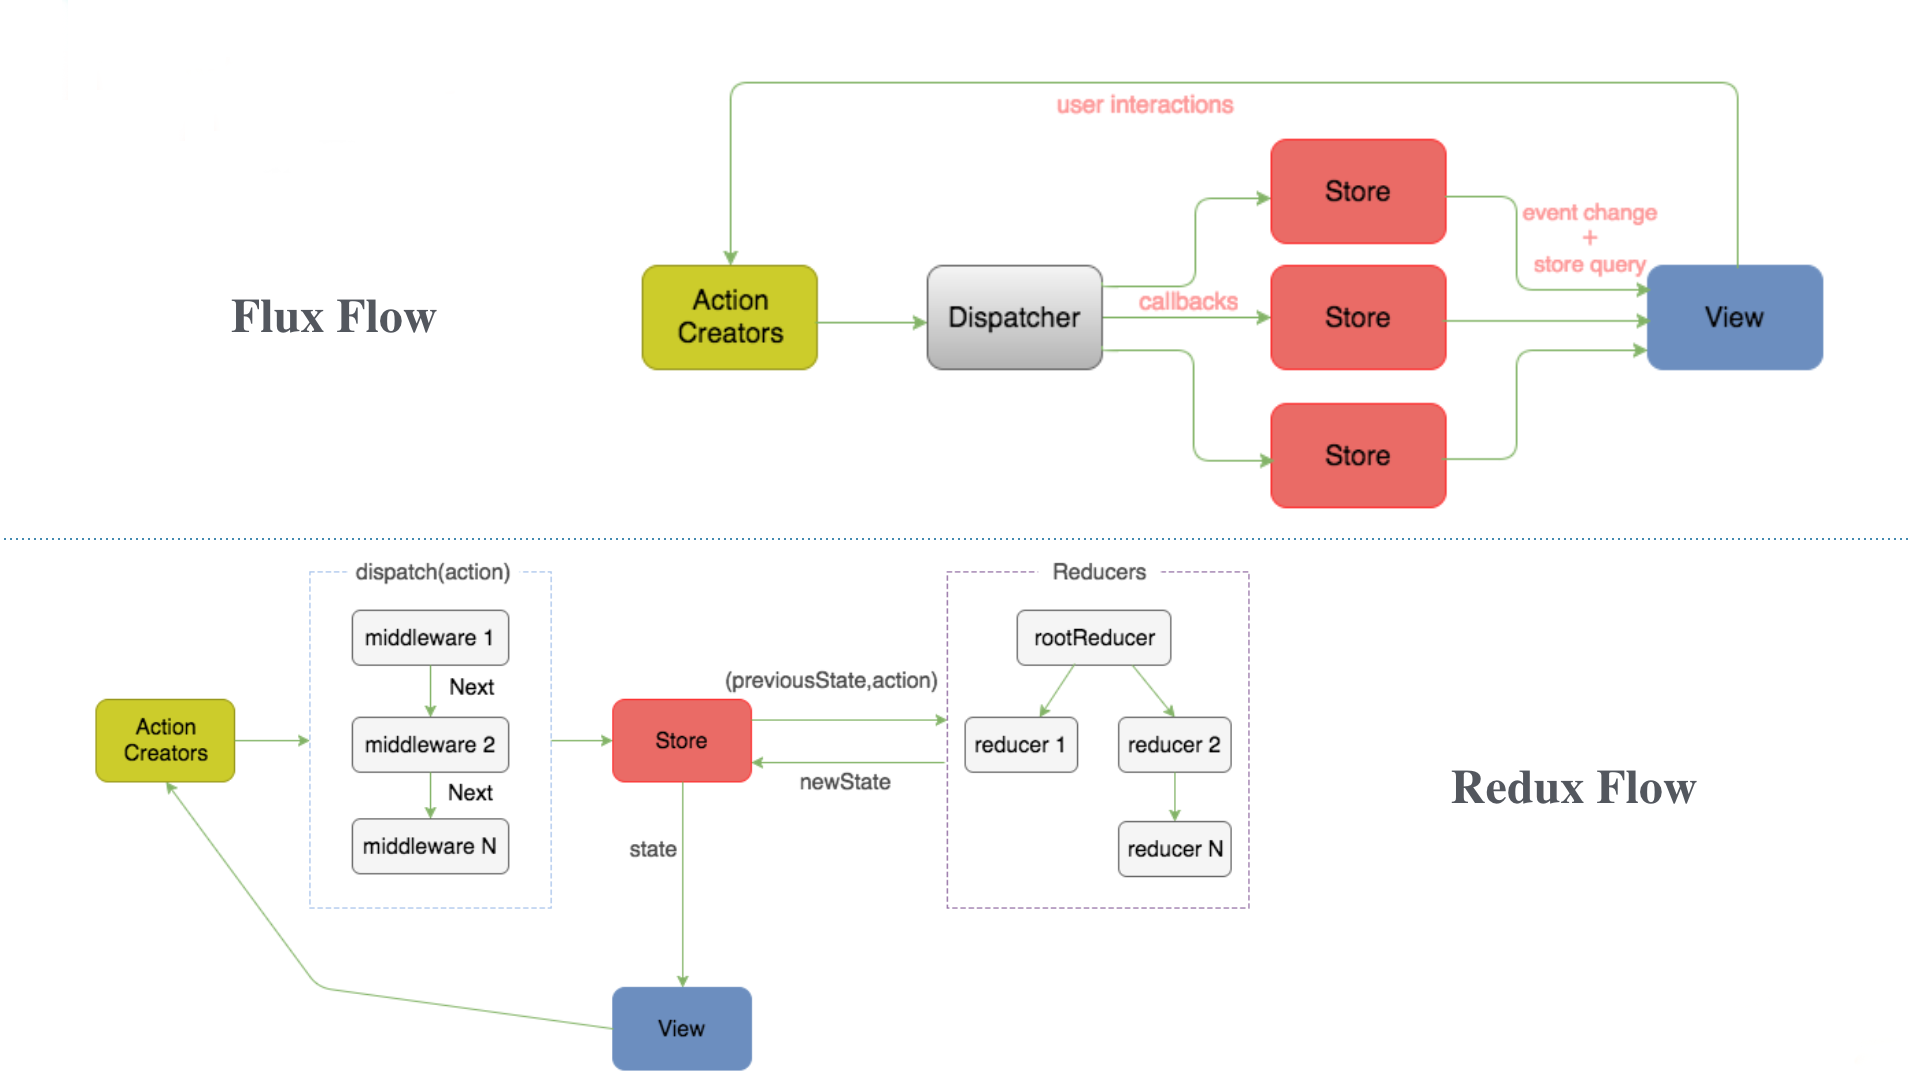 user interactions
Store
event change
+
store query
Flux Flow
Action
Creators
Dispatcher
callbacks
Store
View
Store
dispatch(action)
middleware 1
Next
middleware 2
Next
middleware N
Action
Creators
Store
(previousState,action)
newState
state
View
Reducers
rootReducer
reducer 1
reducer 2
reducer N
Redux Flow